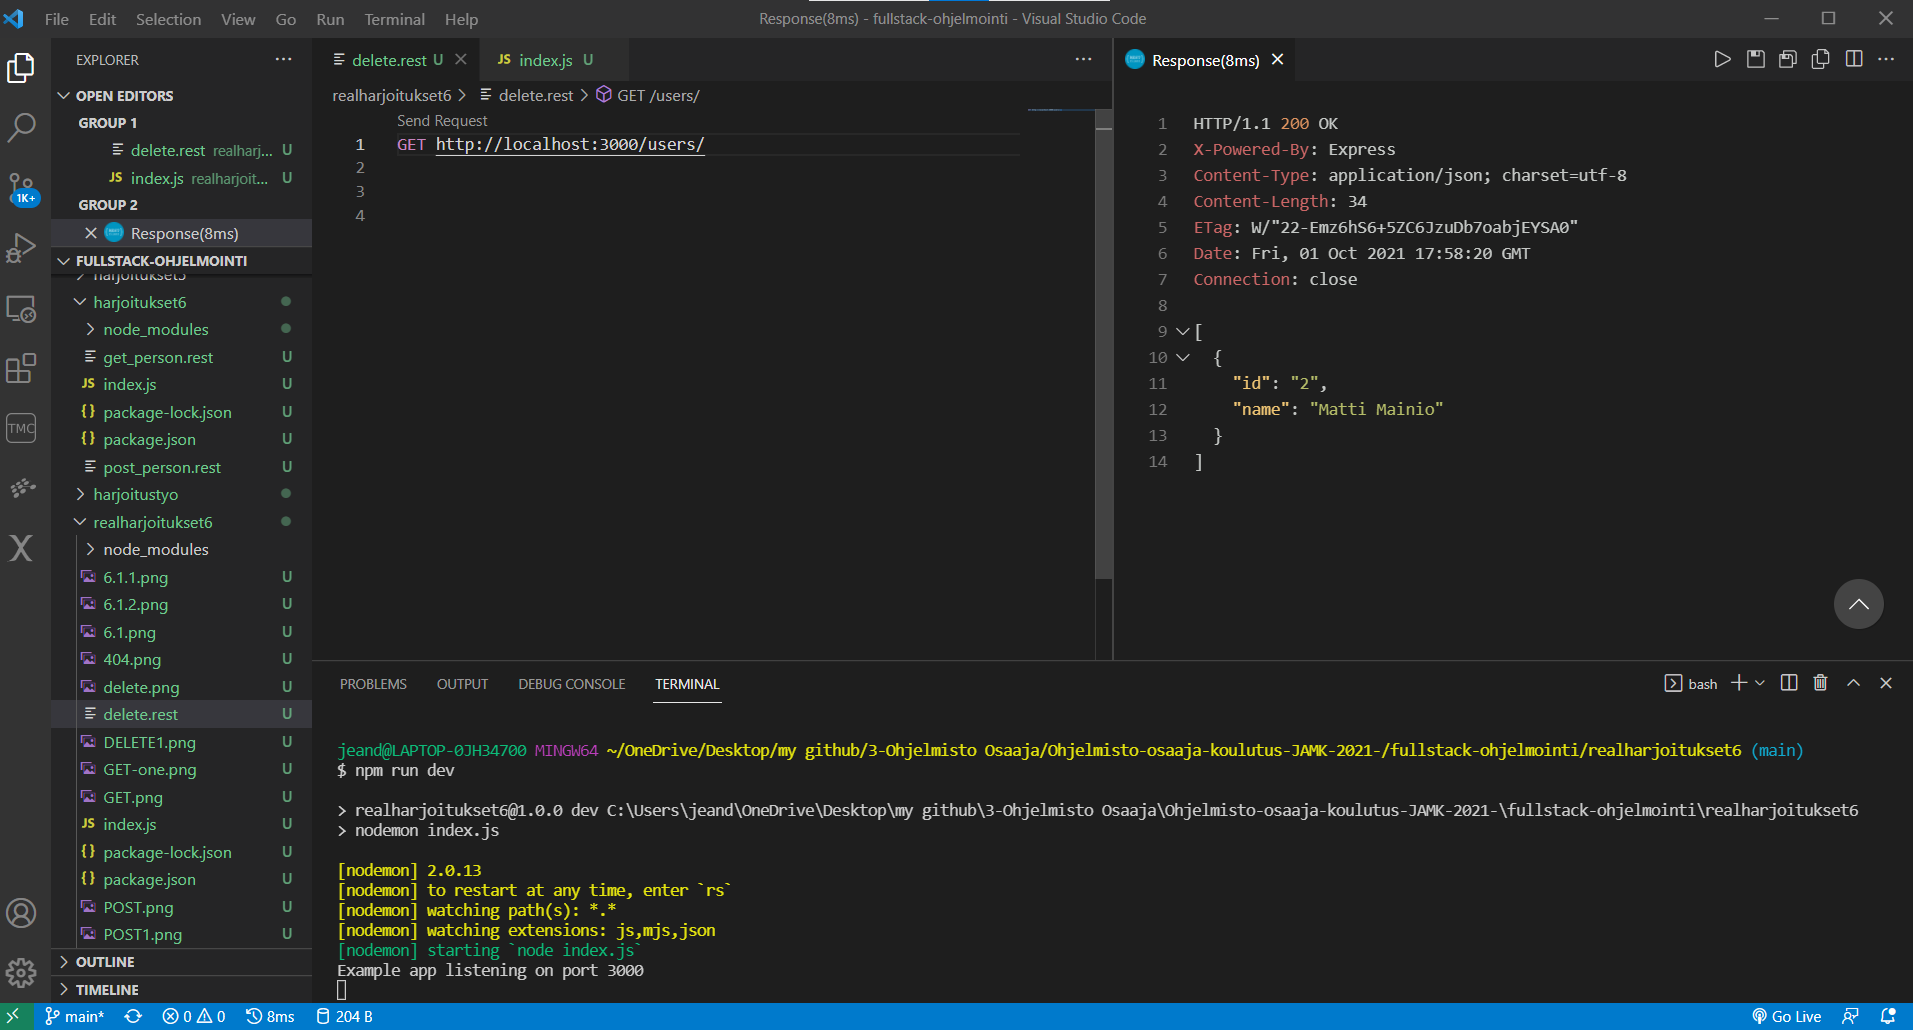 File Edit Selection View Go Run Terminal Help
Response(8ms) - fullstack-ohjelmointi - Visual Studio Code
EXPLORER
OPEN EDITORS
GROUP 1
delete.rest realharj... U
index.js realharjoit... U
GROUP 2
Response(8ms)
FULLSTACK-OHJELMOINTI
harjoitukset5
harjoitukset6
node_modules
get_person.rest U
index.js U
package-lock.json U
package.json U
post_person.rest U
harjoitustyo
realharjoitukset6
node_modules
6.1.1.png U
6.1.2.png U
6.1.png U
404.png U
delete.png U
delete.rest U
DELETE1.png U
GET-one.png U
GET.png U
index.js U
package-lock.json U
package.json U
POST.png U
POST1.png U
OUTLINE
TIMELINE
1K+
TMC
delete.rest U
JS index.js U
realharjoitukset6 > delete.rest > GET /users/
Send Request
1 GET http://localhost:3000/users/
2
3
4
Response(8ms)
1 HTTP/1.1 200 OK
2 X-Powered-By: Express
3 Content-Type: application/json; charset=utf-8
4 Content-Length: 34
5 ETag: W/"22-Emz6hS6+5ZC6JzuDb7oabjEYSA0"
6 Date: Fri, 01 Oct 2021 17:58:20 GMT
7 Connection: close
8
9 [
10 {
11 "id": "2",
12 "name": "Matti Mainio"
13 }
14 ]
PROBLEMS OUTPUT DEBUG CONSOLE TERMINAL
bash
jeand@LAPTOP-0JH34700 MINGW64 ~/OneDrive/Desktop/my github/3-Ohjelmisto Osaaja/Ohjelmisto-osaaja-koulutus-JAMK-2021-/fullstack-ohjelmointi/realharjoitukset6 (main)
$ npm run dev
> realharjoitukset6@1.0.0 dev C:\Users\jeand\OneDrive\Desktop\my github\3-Ohjelmisto Osaaja\Ohjelmisto-osaaja-koulutus-JAMK-2021-\fullstack-ohjelmointi\realharjoitukset6
> nodemon index.js
[nodemon] 2.0.13
[nodemon] to restart at any time, enter `rs`
[nodemon] watching path(s): *.*
[nodemon] watching extensions: js,mjs,json
[nodemon] starting `node index.js`
Example app listening on port 3000
main* 0 0 8ms 204 B
Go Live